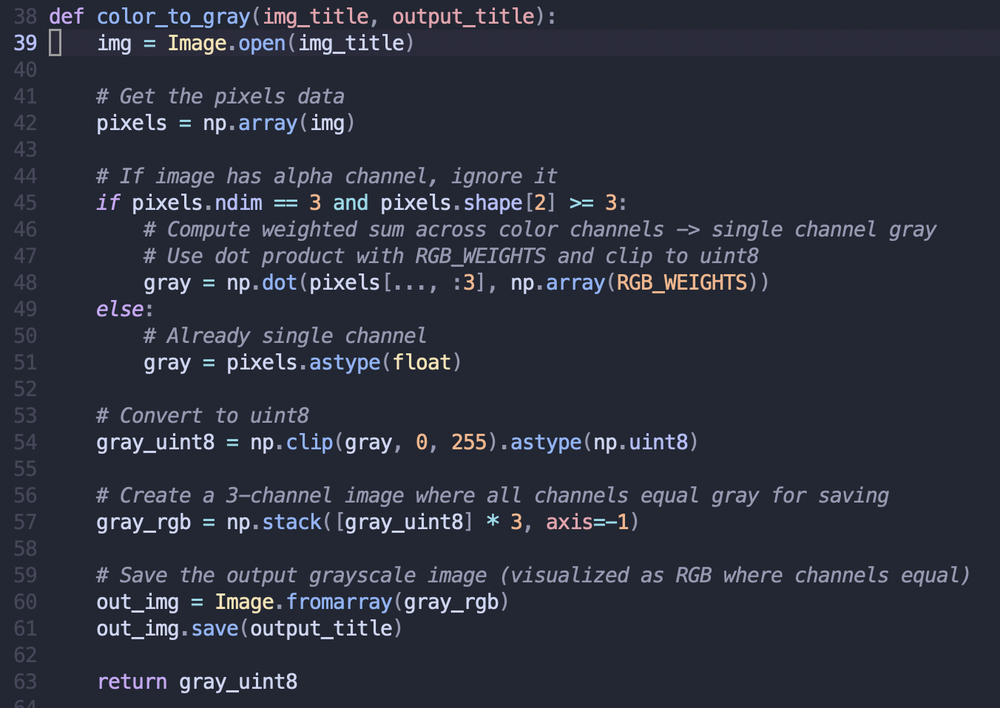 38 def color_to_gray(img_title, output_title):
39     img = Image.open(img_title)
40
41     # Get the pixels data
42     pixels = np.array(img)
43
44     # If image has alpha channel, ignore it
45     if pixels.ndim == 3 and pixels.shape[2] >= 3:
46         # Compute weighted sum across color channels -> single channel gray
47         # Use dot product with RGB_WEIGHTS and clip to uint8
48         gray = np.dot(pixels[..., :3], np.array(RGB_WEIGHTS))
49     else:
50         # Already single channel
51         gray = pixels.astype(float)
52
53     # Convert to uint8
54     gray_uint8 = np.clip(gray, 0, 255).astype(np.uint8)
55
56     # Create a 3-channel image where all channels equal gray for saving
57     gray_rgb = np.stack([gray_uint8] * 3, axis=-1)
58
59     # Save the output grayscale image (visualized as RGB where channels equal)
60     out_img = Image.fromarray(gray_rgb)
61     out_img.save(output_title)
62
63     return gray_uint8
64